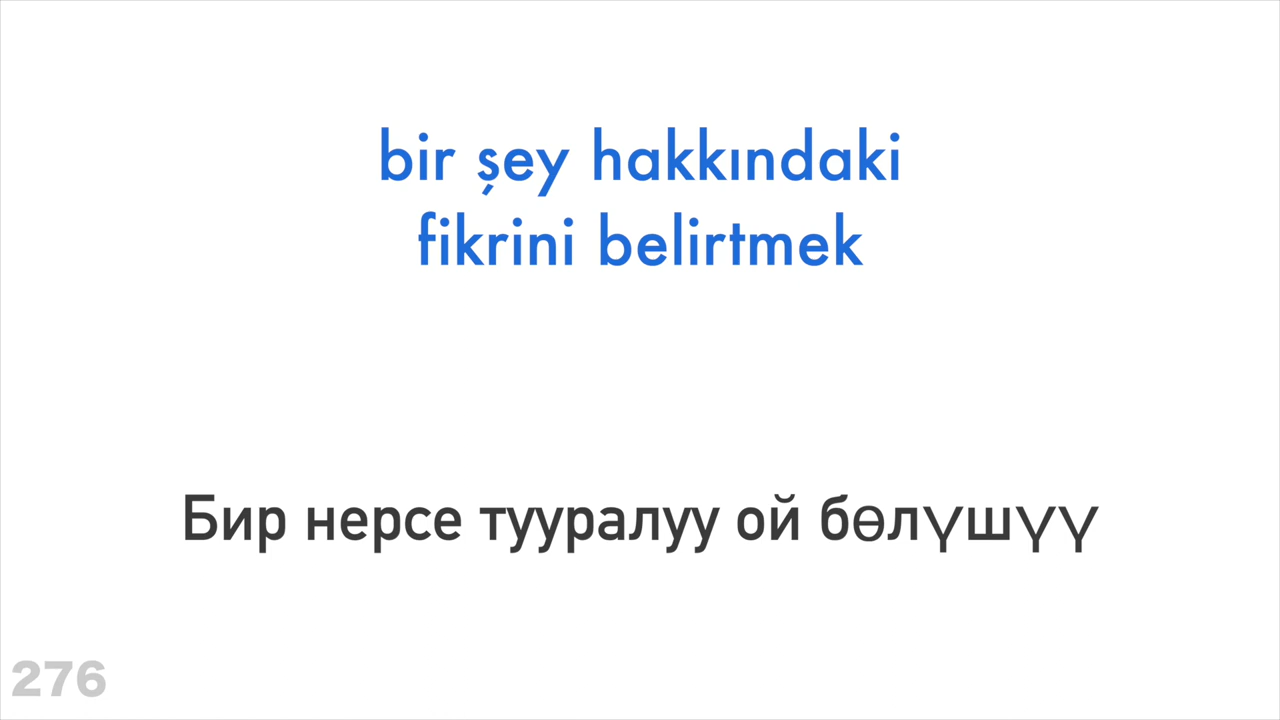 bir şey hakkındaki
fikrini belirtmek
Бир нерсе тууралуу ой бөлүшүү
276